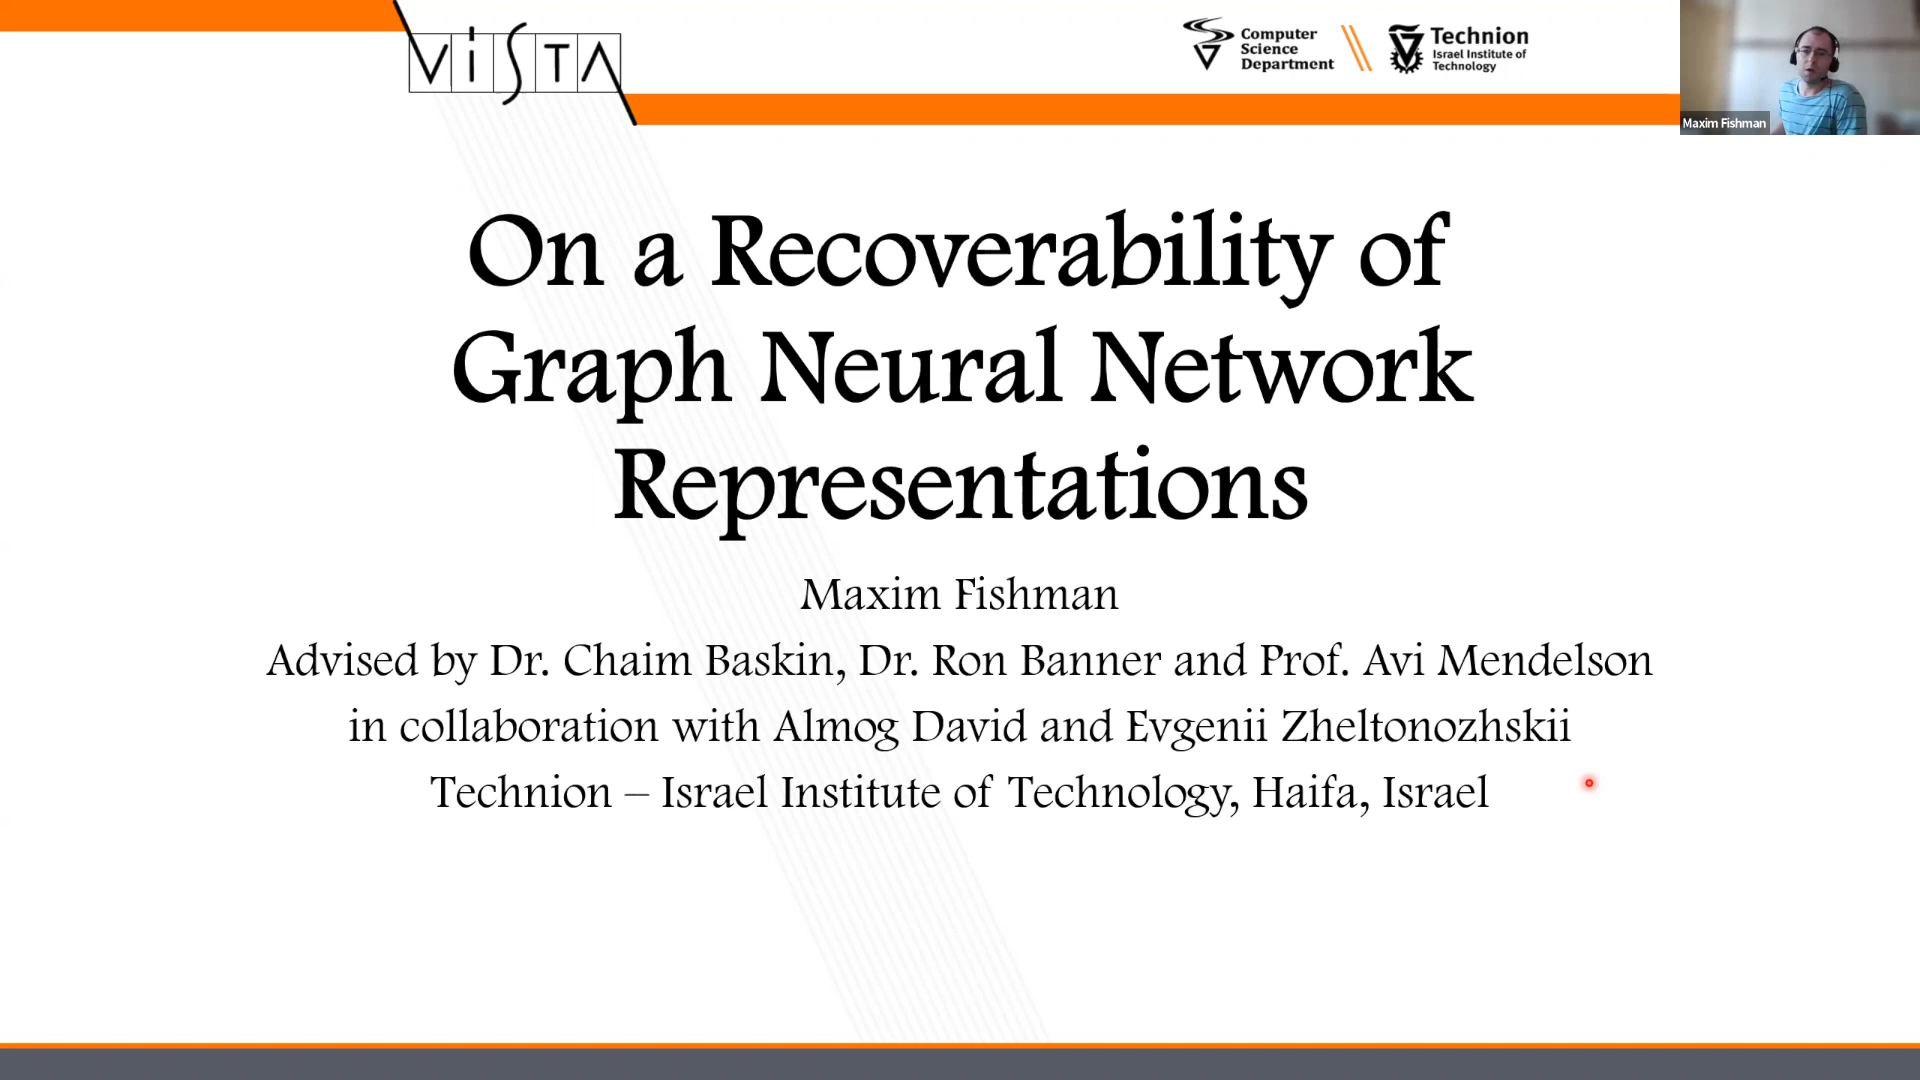 ViSTA
Computer
Science
Department
Technion
Israel Institute of
Technology
Maxim Fishman
On a Recoverability of
Graph Neural Network
Representations
Maxim Fishman
Advised by Dr. Chaim Baskin, Dr. Ron Banner and Prof. Avi Mendelson
in collaboration with Almog David and Evgenii Zheltonozhskii
Technion – Israel Institute of Technology, Haifa, Israel